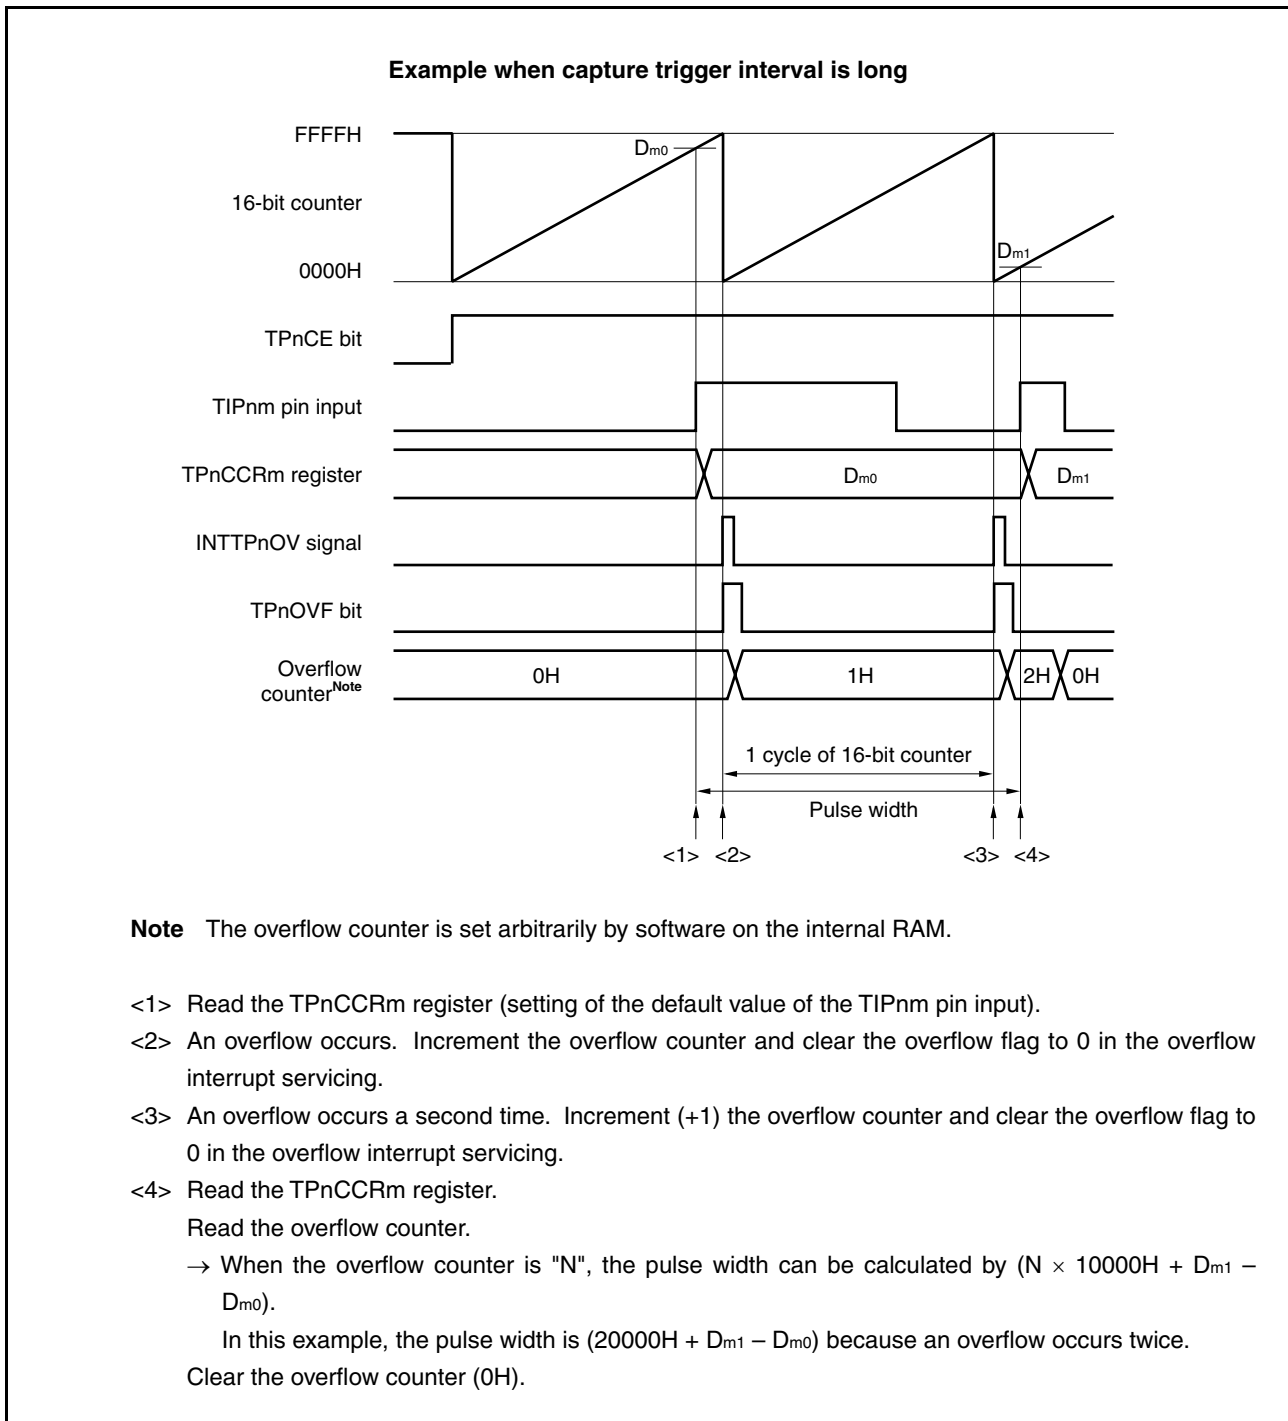 Example when capture trigger interval is long
FFFFH
Dm0
16-bit counter
Dm1
0000H
TPnCE bit
TIPnm pin input
TPnCCRm register
Dm0
Dm1
INTTPnOV signal
TPnOVF bit
Overflow
counterNote
0H
1H
2H
0H
1 cycle of 16-bit counter
Pulse width
<1> <2> <3> <4>
Note The overflow counter is set arbitrarily by software on the internal RAM.
<1> Read the TPnCCRm register (setting of the default value of the TIPnm pin input).
<2> An overflow occurs. Increment the overflow counter and clear the overflow flag to 0 in the overflow
interrupt servicing.
<3> An overflow occurs a second time. Increment (+1) the overflow counter and clear the overflow flag to
0 in the overflow interrupt servicing.
<4> Read the TPnCCRm register.
Read the overflow counter.
→ When the overflow counter is "N", the pulse width can be calculated by (N × 10000H + Dm1 –
Dm0).
In this example, the pulse width is (20000H + Dm1 – Dm0) because an overflow occurs twice.
Clear the overflow counter (0H).